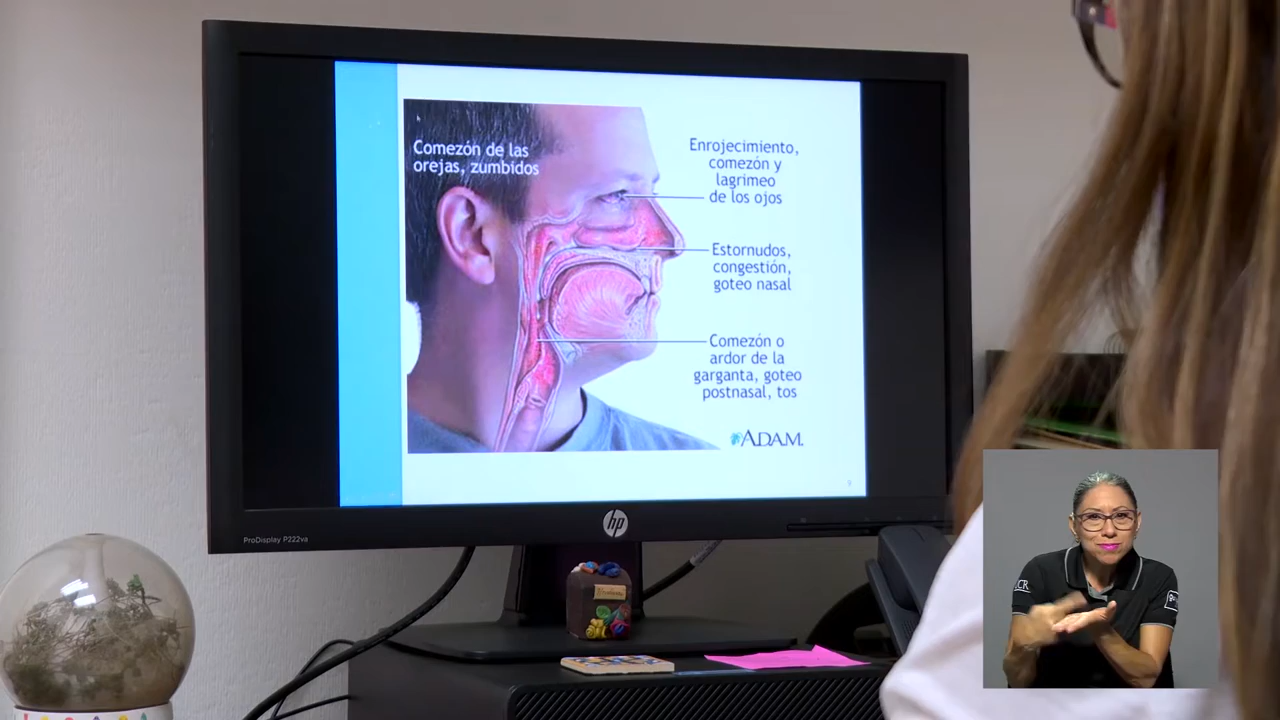 Comezón de las
orejas, zumbidos
Enrojecimiento,
comezón y
lagrimeo
de los ojos
Estornudos,
congestión,
goteo nasal
Comezón o
ardor de la
garganta, goteo
postnasal, tos
A.D.A.M.
9
hp
ProDisplay P222va